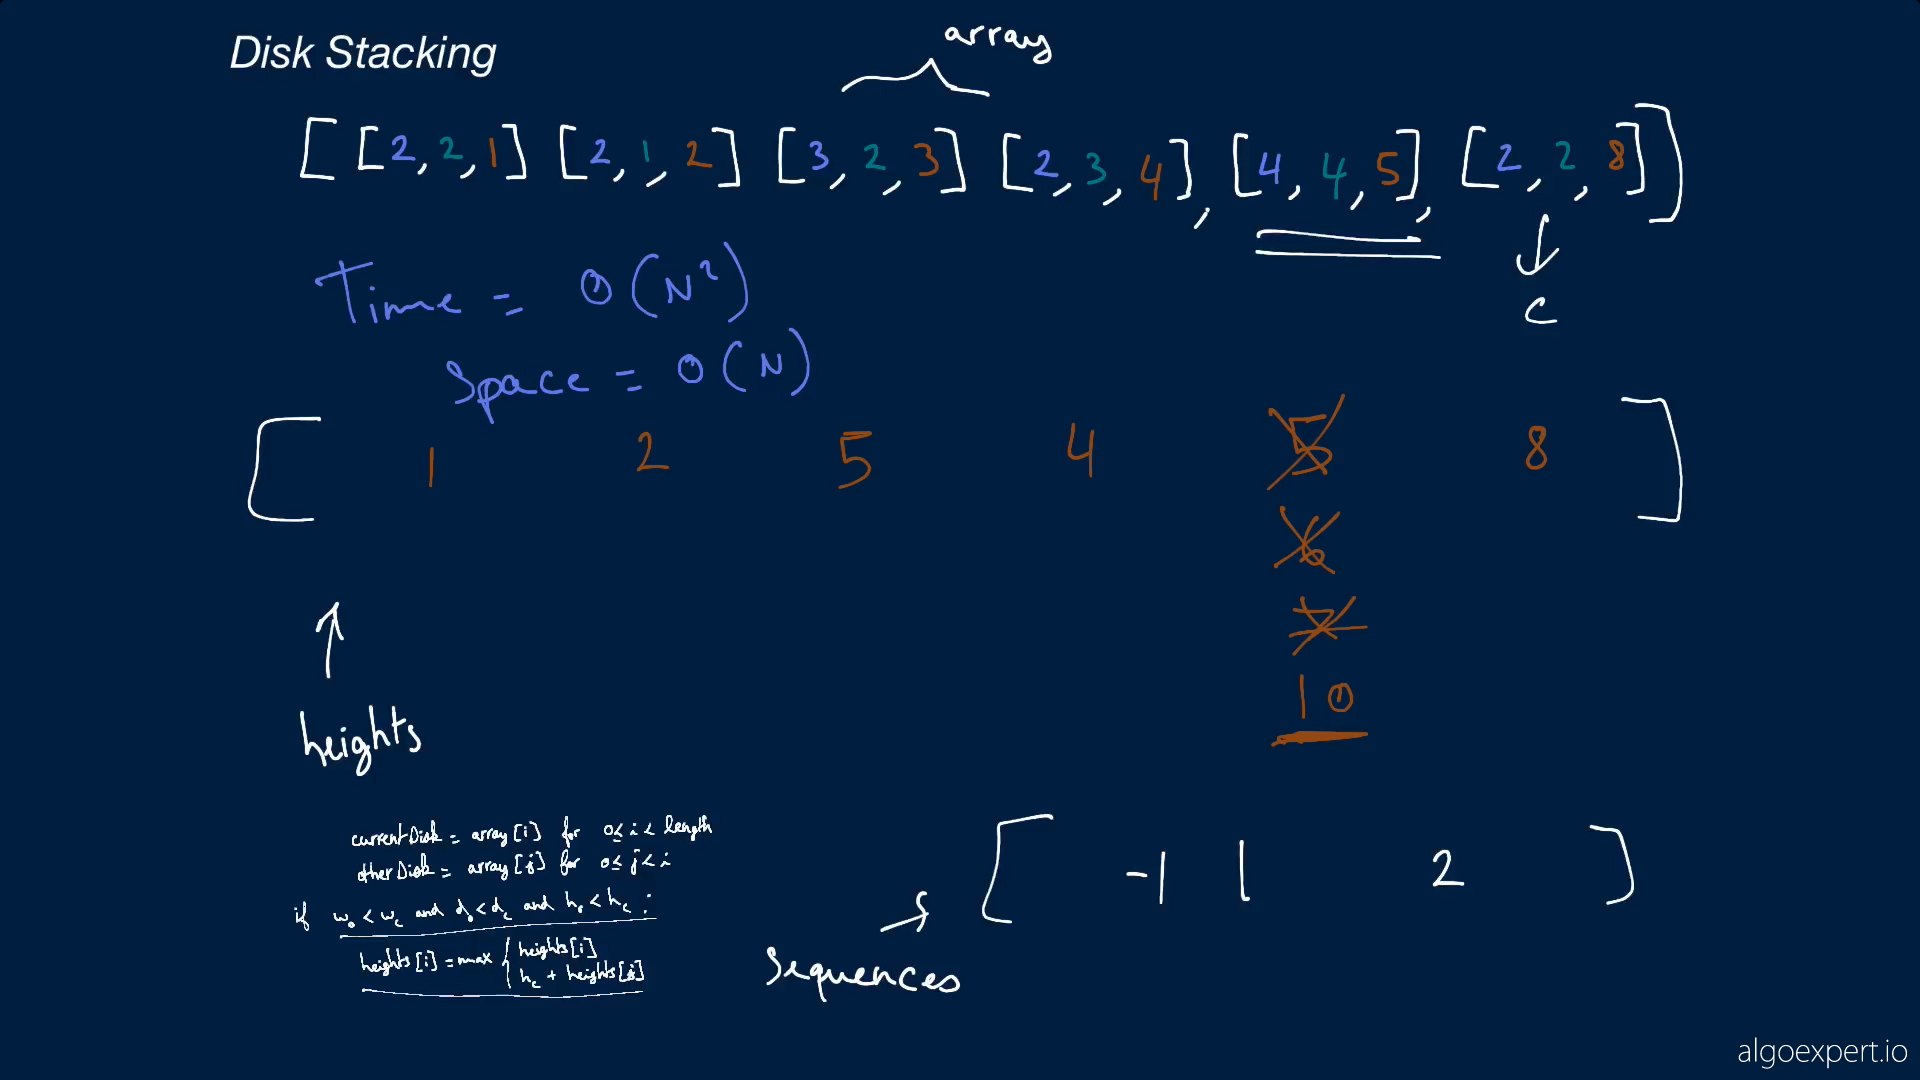 Disk Stacking
array
[ [2,2,1] [2,1,2] [3,2,3] [2,3,4], [4,4,5], [2,2,8] ]
Time = O(N²)
c
Space = O(N)
[ 1 2 5 4 5 8 ]
6
7
10
heights
currentDisk = array[i] for 0 ≤ i < length
otherDisk = array[j] for 0 ≤ j < i
if w₀ < w_c and d₀ < d_c and h₀ < h_c :
heights[i] = max { heights[i]
h_c + heights[j]
[ -1 1 2 ]
Sequences
algoexpert.io